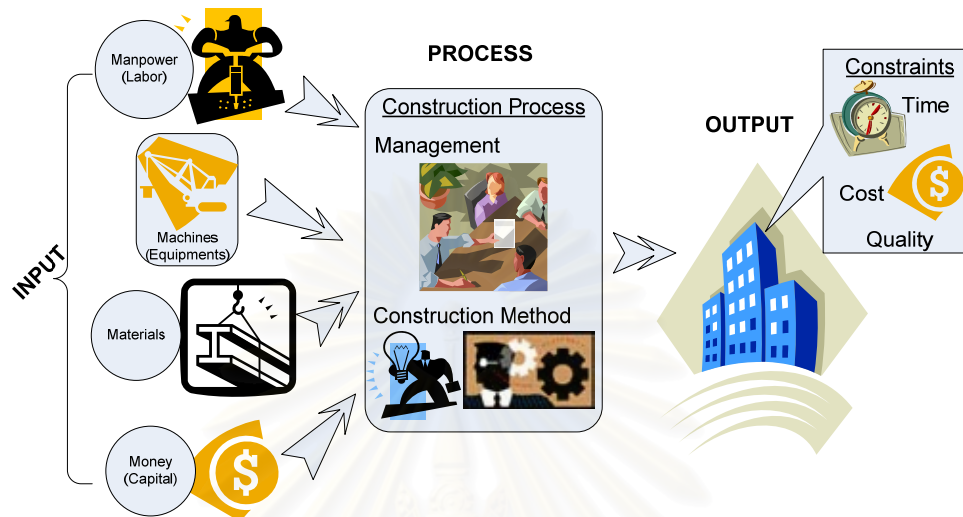 INPUT
Manpower
(Labor)
Machines
(Equipments)
Materials
Money
(Capital)
PROCESS
Construction Process
Management
Construction Method
OUTPUT
Constraints
Time
Cost
Quality